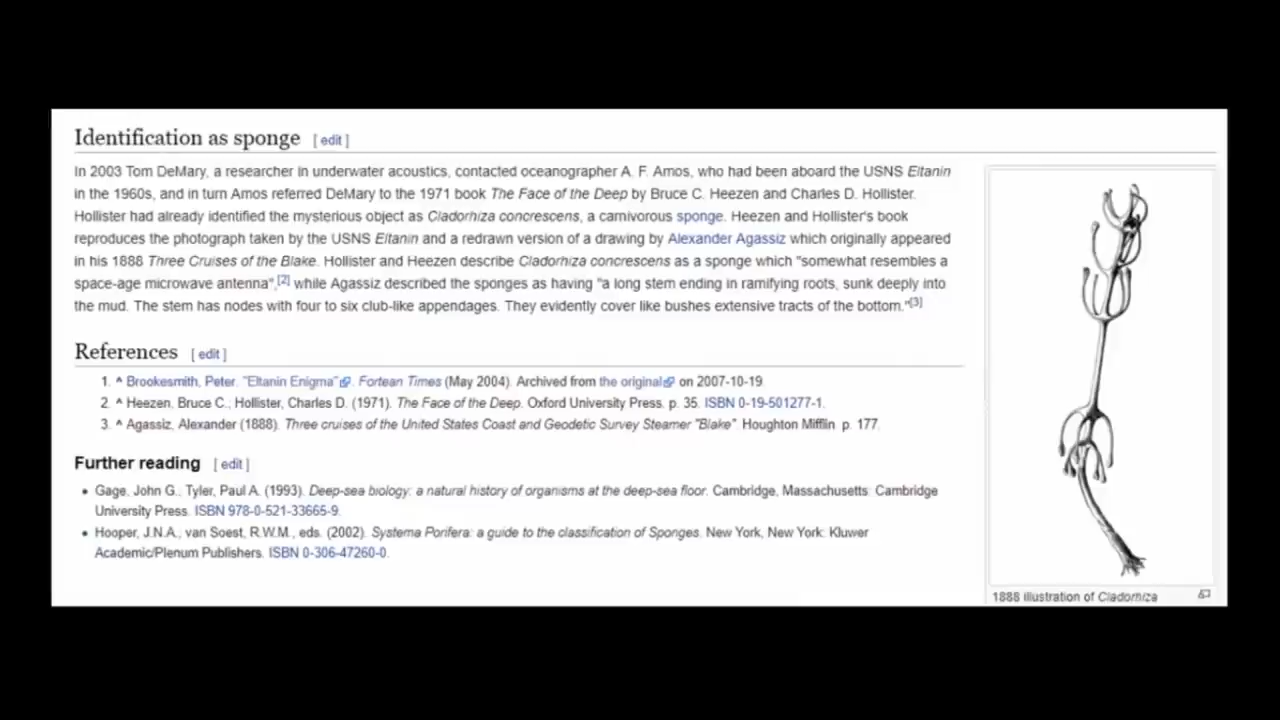 Identification as sponge [ edit ]
In 2003 Tom DeMary, a researcher in underwater acoustics, contacted oceanographer A. F. Amos, who had been aboard the USNS Eltanin
in the 1960s, and in turn Amos referred DeMary to the 1971 book The Face of the Deep by Bruce C. Heezen and Charles D. Hollister.
Hollister had already identified the mysterious object as Cladorhiza concrescens, a carnivorous sponge. Heezen and Hollister's book
reproduces the photograph taken by the USNS Eltanin and a redrawn version of a drawing by Alexander Agassiz which originally appeared
in his 1888 Three Cruises of the Blake. Hollister and Heezen describe Cladorhiza concrescens as a sponge which "somewhat resembles a
space-age microwave antenna",[2] while Agassiz described the sponges as having "a long stem ending in ramifying roots, sunk deeply into
the mud. The stem has nodes with four to six club-like appendages. They evidently cover like bushes extensive tracts of the bottom."[3]
References [ edit ]
1. ^ Brookesmith, Peter. "Eltanin Enigma". Fortean Times (May 2004). Archived from the original on 2007-10-19.
2. ^ Heezen, Bruce C.; Hollister, Charles D. (1971). The Face of the Deep. Oxford University Press. p. 35. ISBN 0-19-501277-1.
3. ^ Agassiz, Alexander (1888). Three cruises of the United States Coast and Geodetic Survey Steamer "Blake". Houghton Mifflin. p. 177.
Further reading [ edit ]
• Gage, John G., Tyler, Paul A. (1993). Deep-sea biology: a natural history of organisms at the deep-sea floor. Cambridge, Massachusetts: Cambridge
University Press. ISBN 978-0-521-33665-9.
• Hooper, J.N.A., van Soest, R.W.M., eds. (2002). Systema Porifera: a guide to the classification of Sponges. New York, New York: Kluwer
Academic/Plenum Publishers. ISBN 0-306-47260-0.
1888 illustration of Cladorhiza